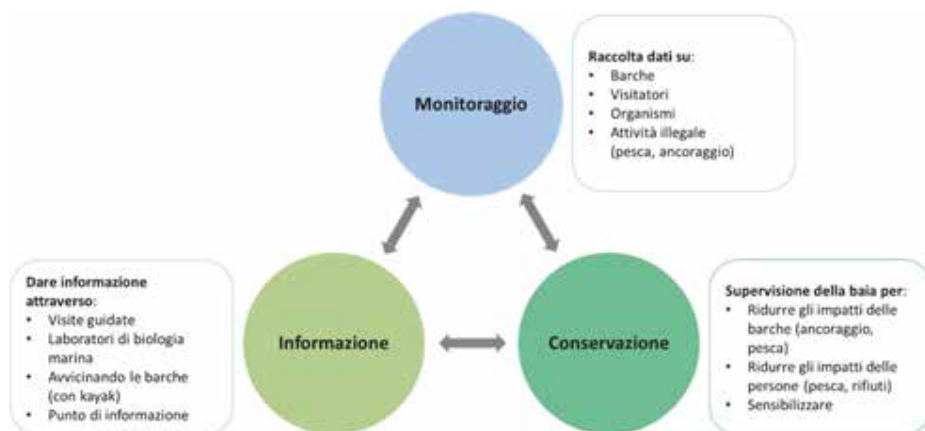 Monitoraggio
Raccolta dati su:
• Barche
• Visitatori
• Organismi
• Attività illegale
(pesca, ancoraggio)
Dare informazione
attraverso:
• Visite guidate
• Laboratori di biologia
marina
• Avvicinando le barche
(con kayak)
• Punto di informazione
Informazione
Conservazione
Supervisione della baia per:
• Ridurre gli impatti delle
barche (ancoraggio,
pesca)
• Ridurre gli impatti delle
persone (pesca, rifiuti)
• Sensibilizzare